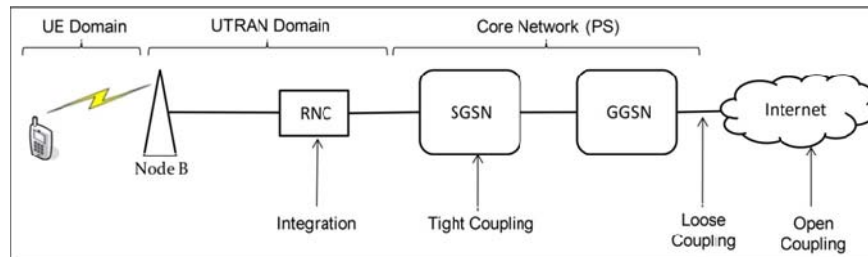 UE Domain
UTRAN Domain
Core Network (PS)
RNC
SGSN
GGSN
Internet
Node B
Integration
Tight Coupling
Loose
Coupling
Open
Coupling